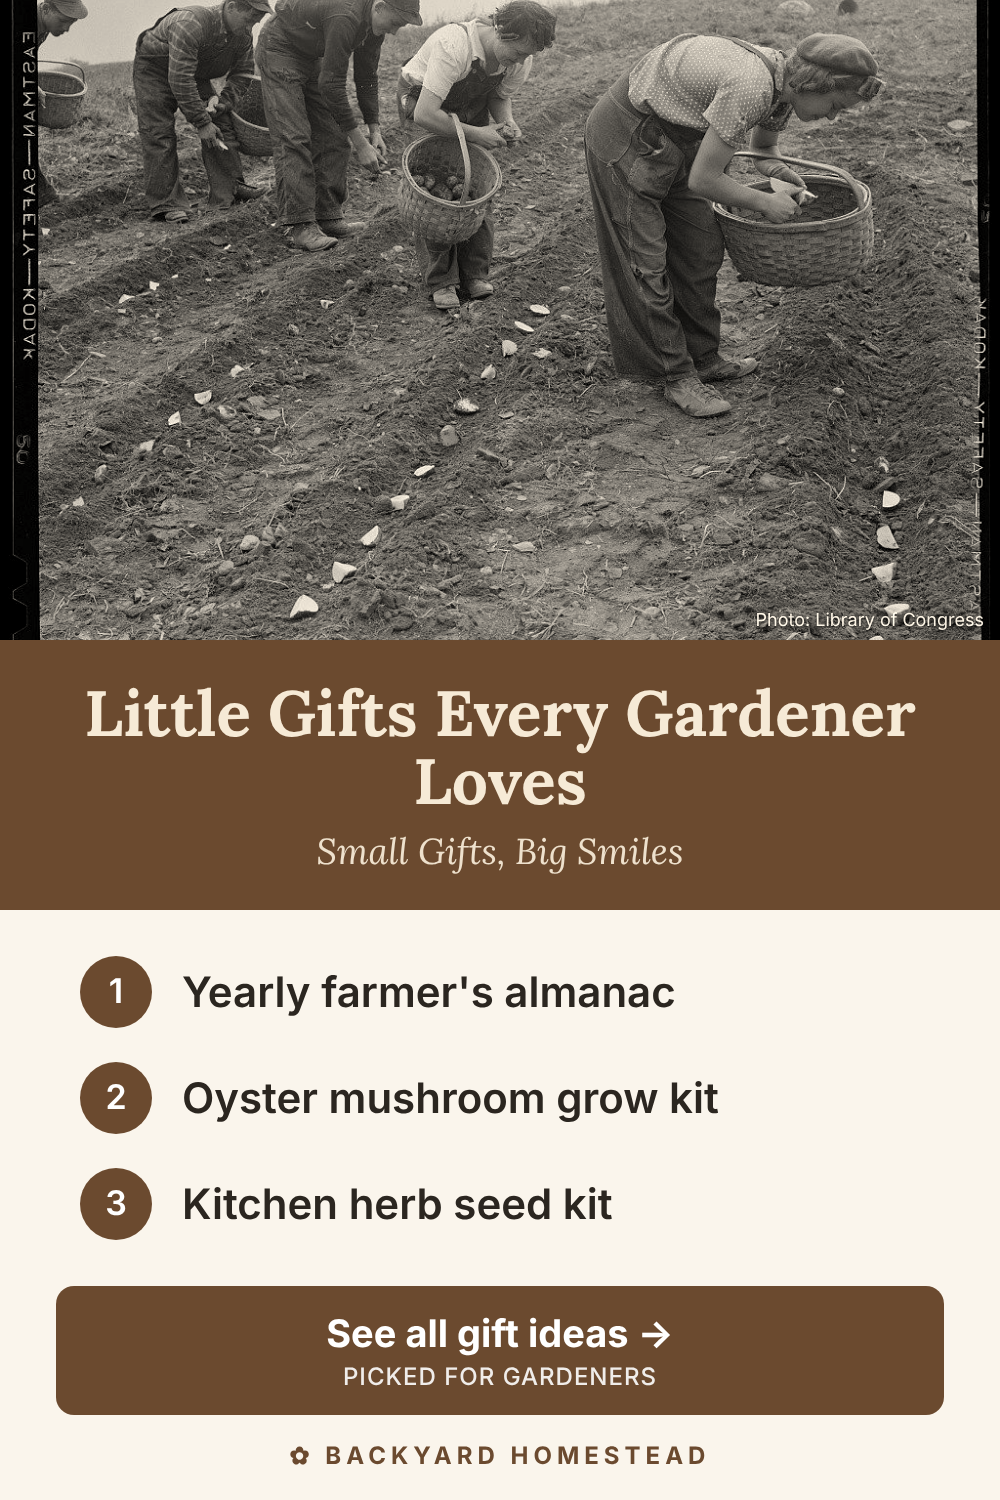 EASTMAN—SAFETY—KODAK
50
KODAK
Photo: Library of Congress
Little Gifts Every Gardener
Loves
Small Gifts, Big Smiles
1 Yearly farmer's almanac
2 Oyster mushroom grow kit
3 Kitchen herb seed kit
See all gift ideas →
PICKED FOR GARDENERS
✿ BACKYARD HOMESTEAD